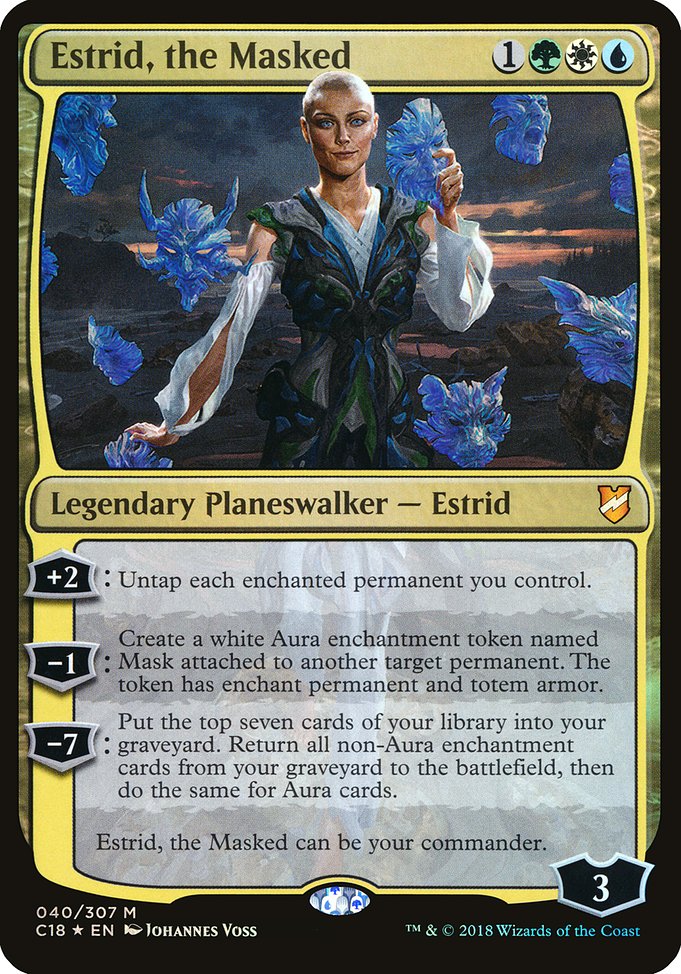 Estrid, the Masked 1
Legendary Planeswalker — Estrid
+2 : Untap each enchanted permanent you control.
Create a white Aura enchantment token named
−1 : Mask attached to another target permanent. The
token has enchant permanent and totem armor.
Put the top seven cards of your library into your
−7 : graveyard. Return all non-Aura enchantment
cards from your graveyard to the battlefield, then
do the same for Aura cards.
Estrid, the Masked can be your commander.
3
040/307 M
C18 ★ EN Johannes Voss
™ & © 2018 Wizards of the Coast